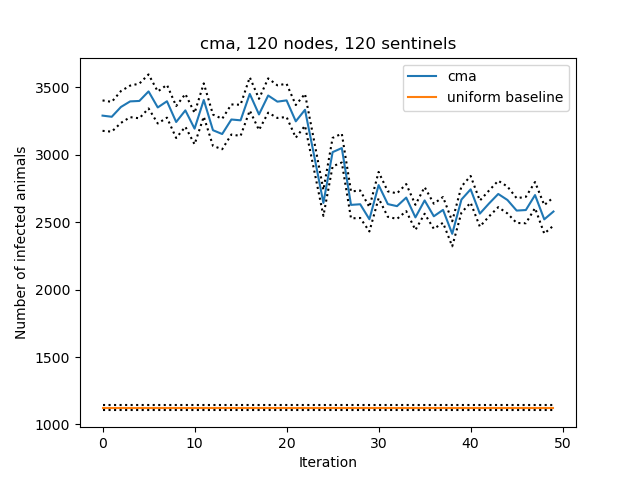 cma, 120 nodes, 120 sentinels
cma
uniform baseline
Number of infected animals
3500
3000
2500
2000
1500
1000
0 10 20 30 40 50
Iteration